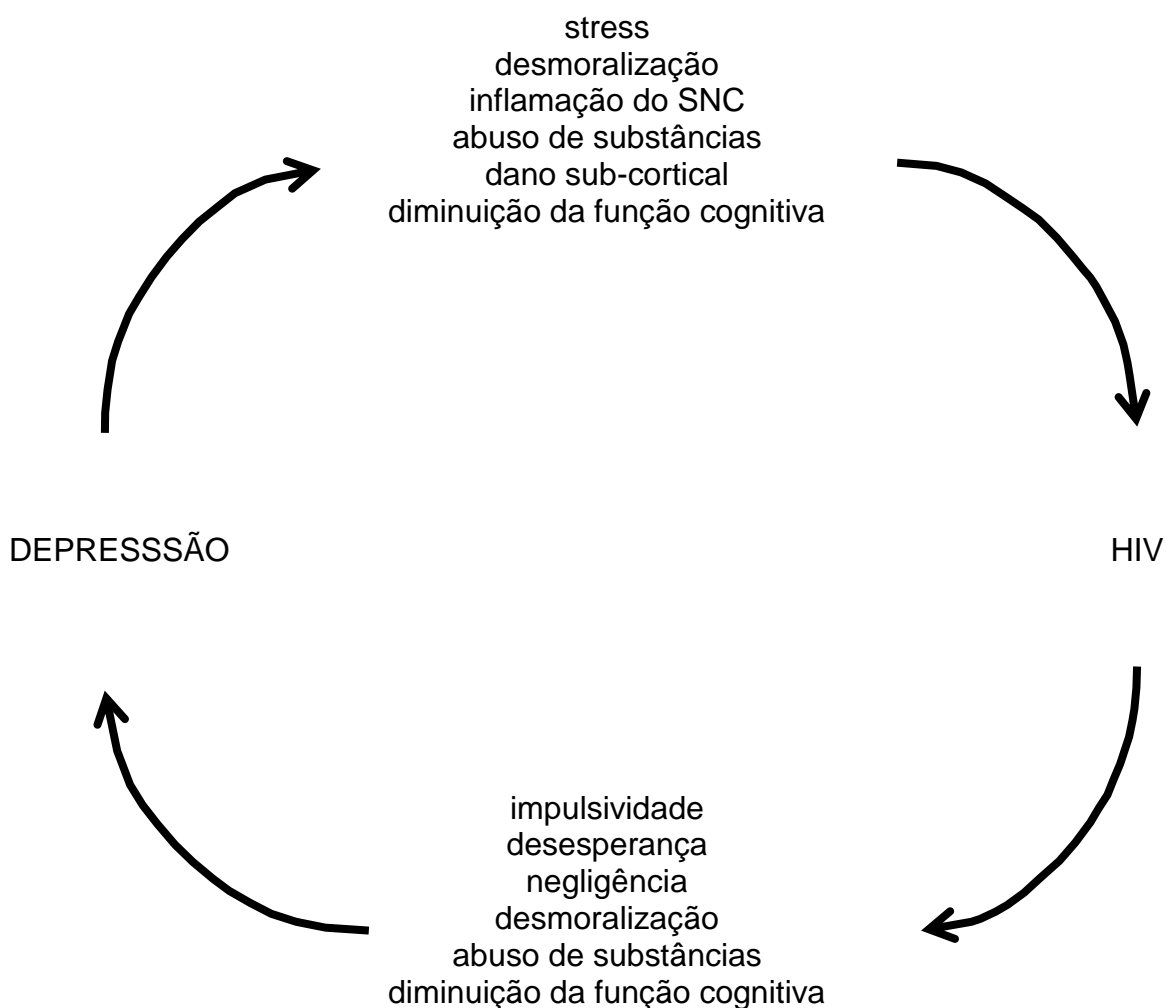 stress
desmoralização
inflamação do SNC
abuso de substâncias
dano sub-cortical
diminuição da função cognitiva
DEPRESSSÃO
HIV
impulsividade
desesperança
negligência
desmoralização
abuso de substâncias
diminuição da função cognitiva